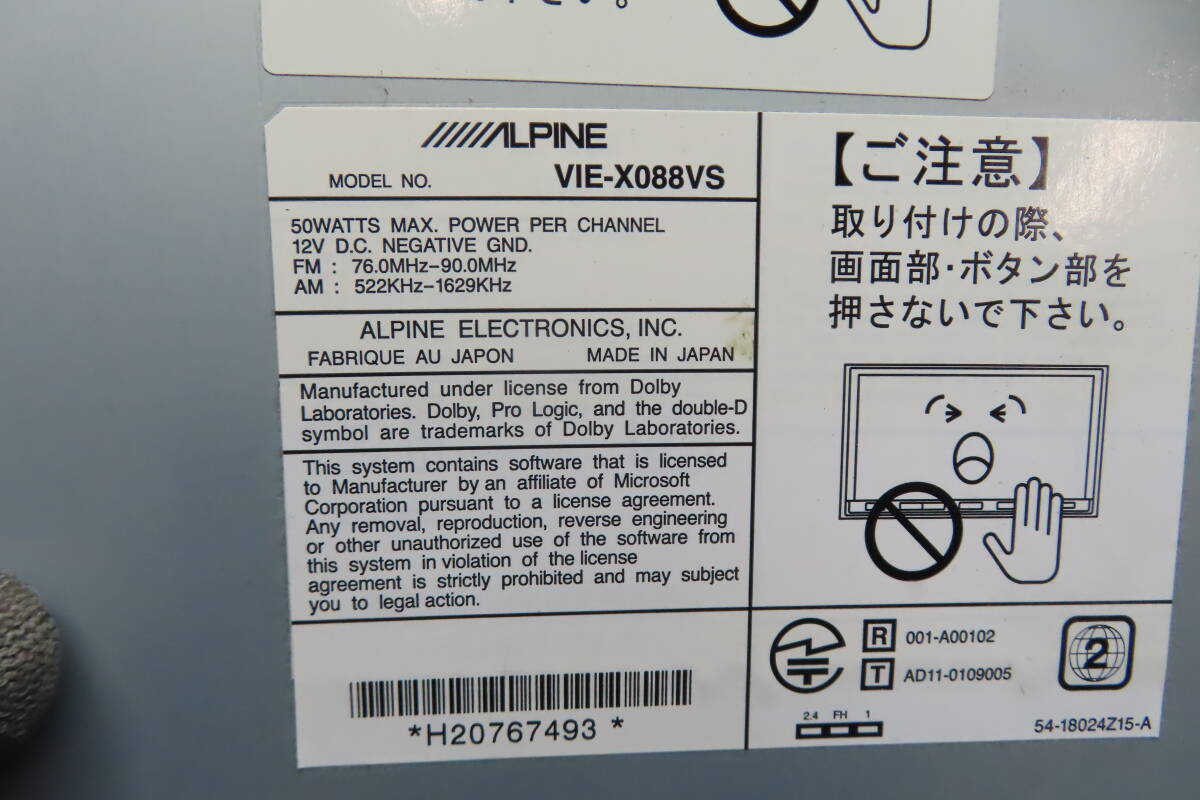 下さい。
ALPINE
MODEL NO. VIE-X088VS
50WATTS MAX. POWER PER CHANNEL
12V D.C. NEGATIVE GND.
FM : 76.0MHz-90.0MHz
AM : 522KHz-1629KHz
ALPINE ELECTRONICS, INC.
FABRIQUE AU JAPON MADE IN JAPAN
Manufactured under license from Dolby
Laboratories. Dolby, Pro Logic, and the double-D
symbol are trademarks of Dolby Laboratories.
This system contains software that is licensed
to Manufacturer by an affiliate of Microsoft
Corporation pursuant to a license agreement.
Any removal, reproduction, reverse engineering
or other unauthorized use of the software from
this system in violation of the license
agreement is strictly prohibited and may subject
you to legal action.
*H20767493*
【ご注意】
取り付けの際、
画面部・ボタン部を
押さないで下さい。
R 001-A00102
T AD11-0109005
2
2.4 FH 1
54-18024Z15-A